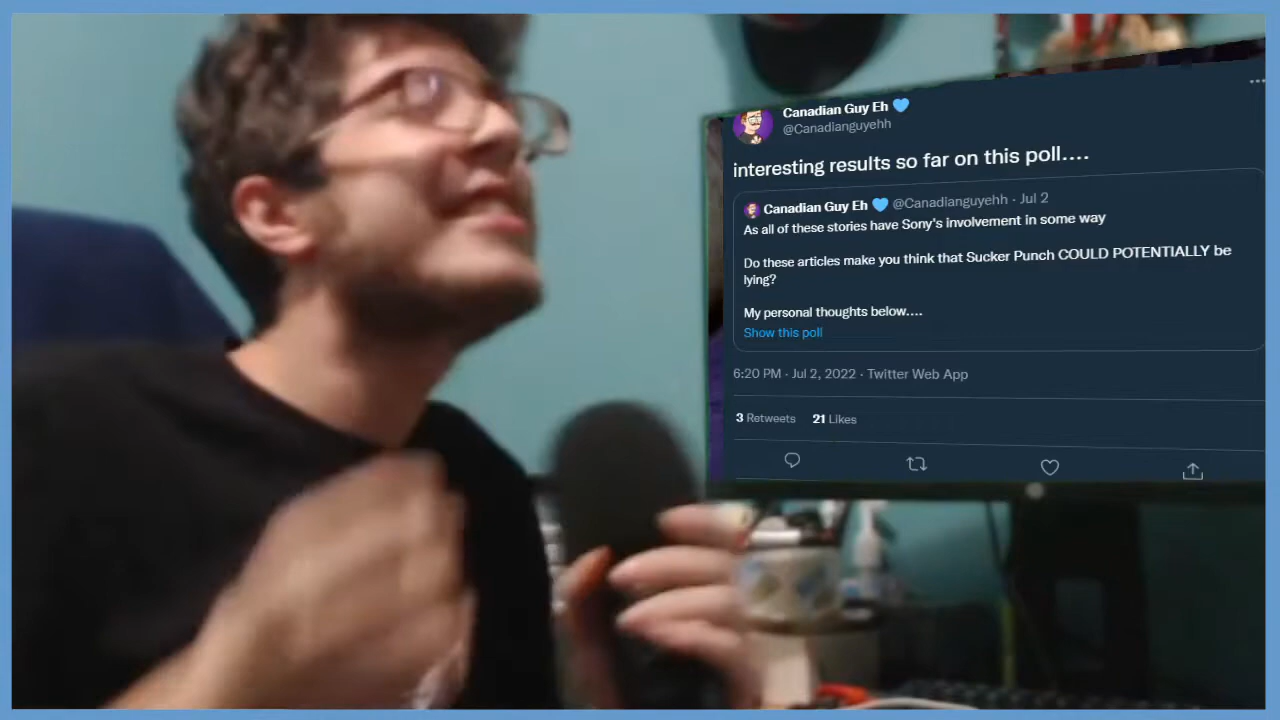 Canadian Guy Eh 💙
@Canadianguyehh
interesting results so far on this poll....
Canadian Guy Eh 💙 @Canadianguyehh · Jul 2
As all of these stories have Sony's involvement in some way
Do these articles make you think that Sucker Punch COULD POTENTIALLY be
lying?
My personal thoughts below....
Show this poll
6:20 PM · Jul 2, 2022 · Twitter Web App
3 Retweets 21 Likes